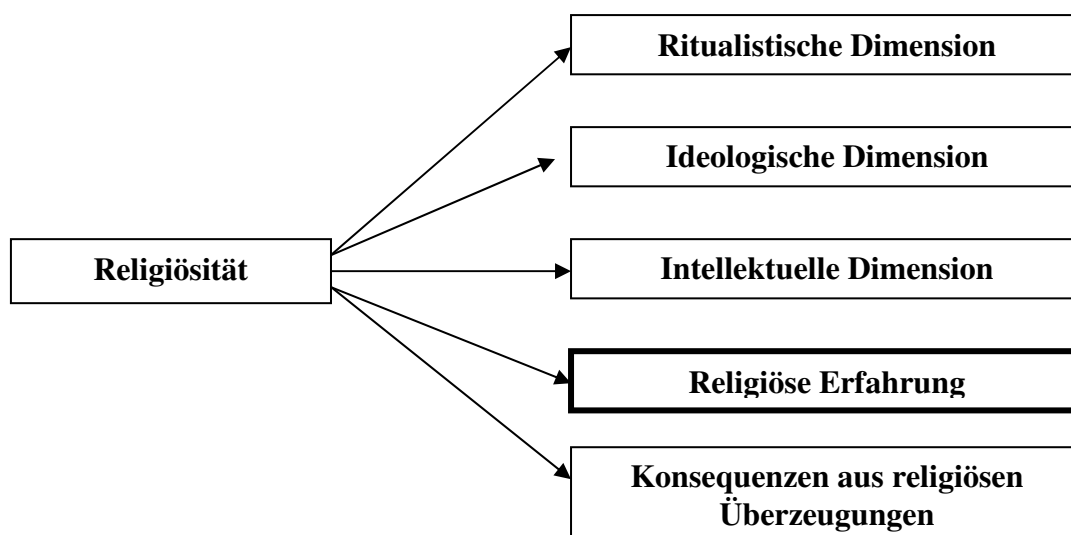 Ritualistische Dimension
Ideologische Dimension
Religiösität
Intellektuelle Dimension
Religiöse Erfahrung
Konsequenzen aus religiösen
Überzeugungen